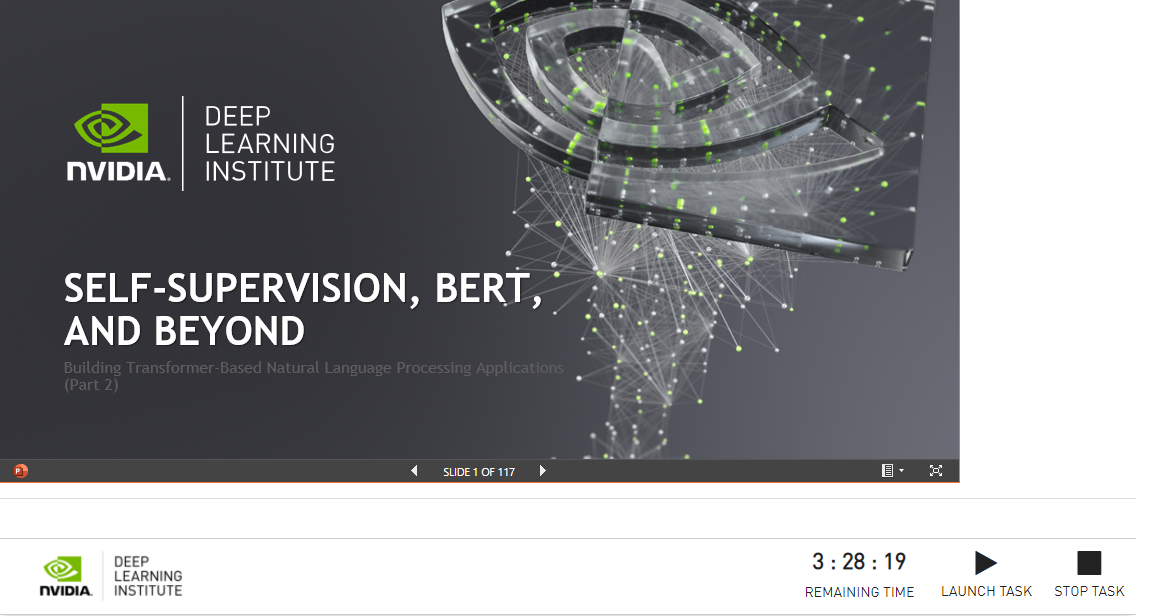 NVIDIA.
DEEP
LEARNING
INSTITUTE
SELF-SUPERVISION, BERT,
AND BEYOND
Building Transformer-Based Natural Language Processing Applications
(Part 2)
P
SLIDE 1 OF 117
NVIDIA.
DEEP
LEARNING
INSTITUTE
3 : 28 : 19
REMAINING TIME
LAUNCH TASK
STOP TASK